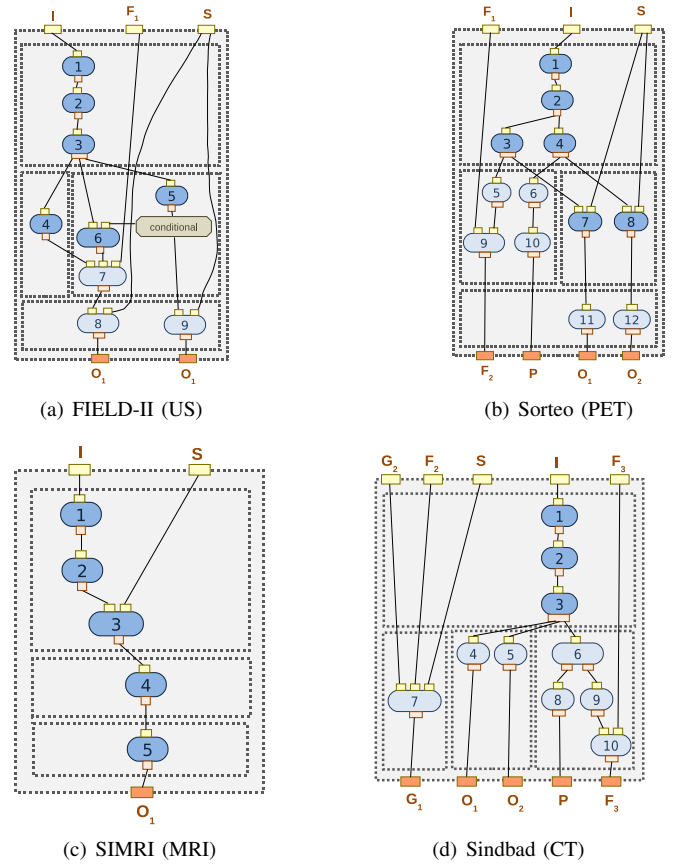 I F1 S
1
2
3
5
4
conditional
6
7
8 9
O1 O1
(a) FIELD-II (US)
F1 I S
1
2
3 4
5 6
7 8
9 10
11 12
F2 P O1 O2
(b) Sorteo (PET)
I S
1
2
3
4
5
O1
(c) SIMRI (MRI)
G2 F2 S I F3
1
2
3
4 5 6
7 8 9
10
G1 O1 O2 P F3
(d) Sindbad (CT)